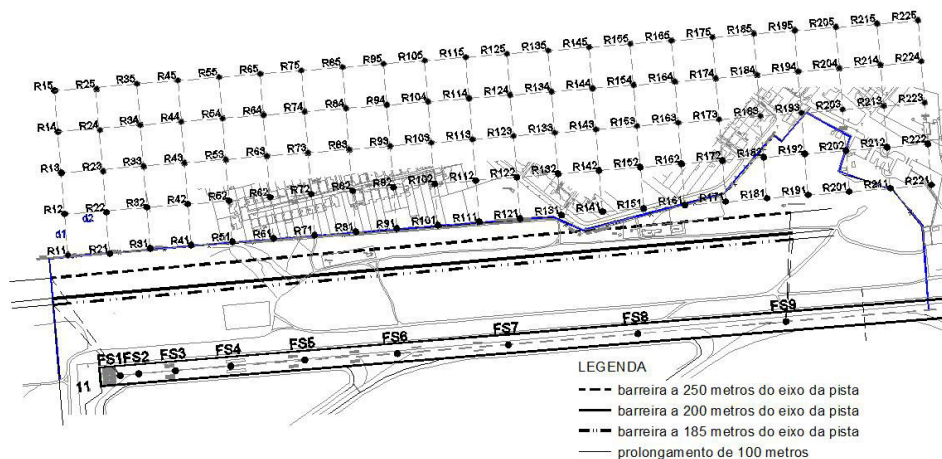 R15 R25 R35 R45 R55 R65 R75 R85 R95 R105 R115 R125 R135 R145 R155 R165 R175 R185 R195 R205 R215 R225
R14 R24 R34 R44 R54 R64 R74 R84 R94 R104 R114 R124 R134 R144 R154 R164 R174 R184 R194 R204 R214 R224
R13 R23 R33 R43 R53 R63 R73 R83 R93 R103 R113 R123 R133 R143 R153 R163 R173 R183 R193 R203 R213 R223
R12 R22 R32 R42 R52 R62 R72 R82 R92 R102 R112 R122 R132 R142 R152 R162 R172 R182 R192 R202 R212 R222
d1 d2
R11 R21 R31 R41 R51 R61 R71 R81 R91 R101 R111 R121 R131 R141 R151 R161 R171 R181 R191 R201 R211 R221
FS1 FS2 FS3 FS4 FS5 FS6 FS7 FS8 FS9
11
LEGENDA
barreira a 250 metros do eixo da pista
barreira a 200 metros do eixo da pista
barreira a 185 metros do eixo da pista
prolongamento de 100 metros